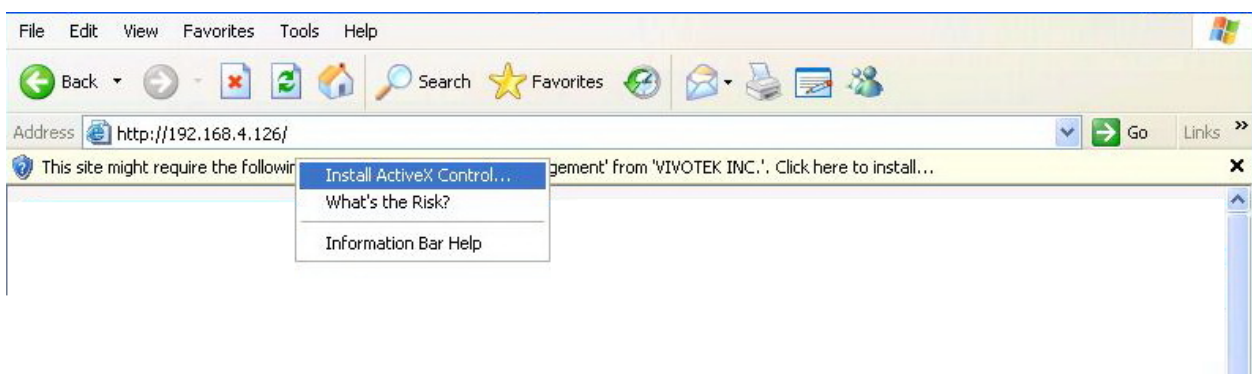 File Edit View Favorites Tools Help
Back Search Favorites
Address http://192.168.4.126/ Go Links »
This site might require the following gement' from 'VIVOTEK INC.'. Click here to install...
Install ActiveX Control...
What's the Risk?
Information Bar Help